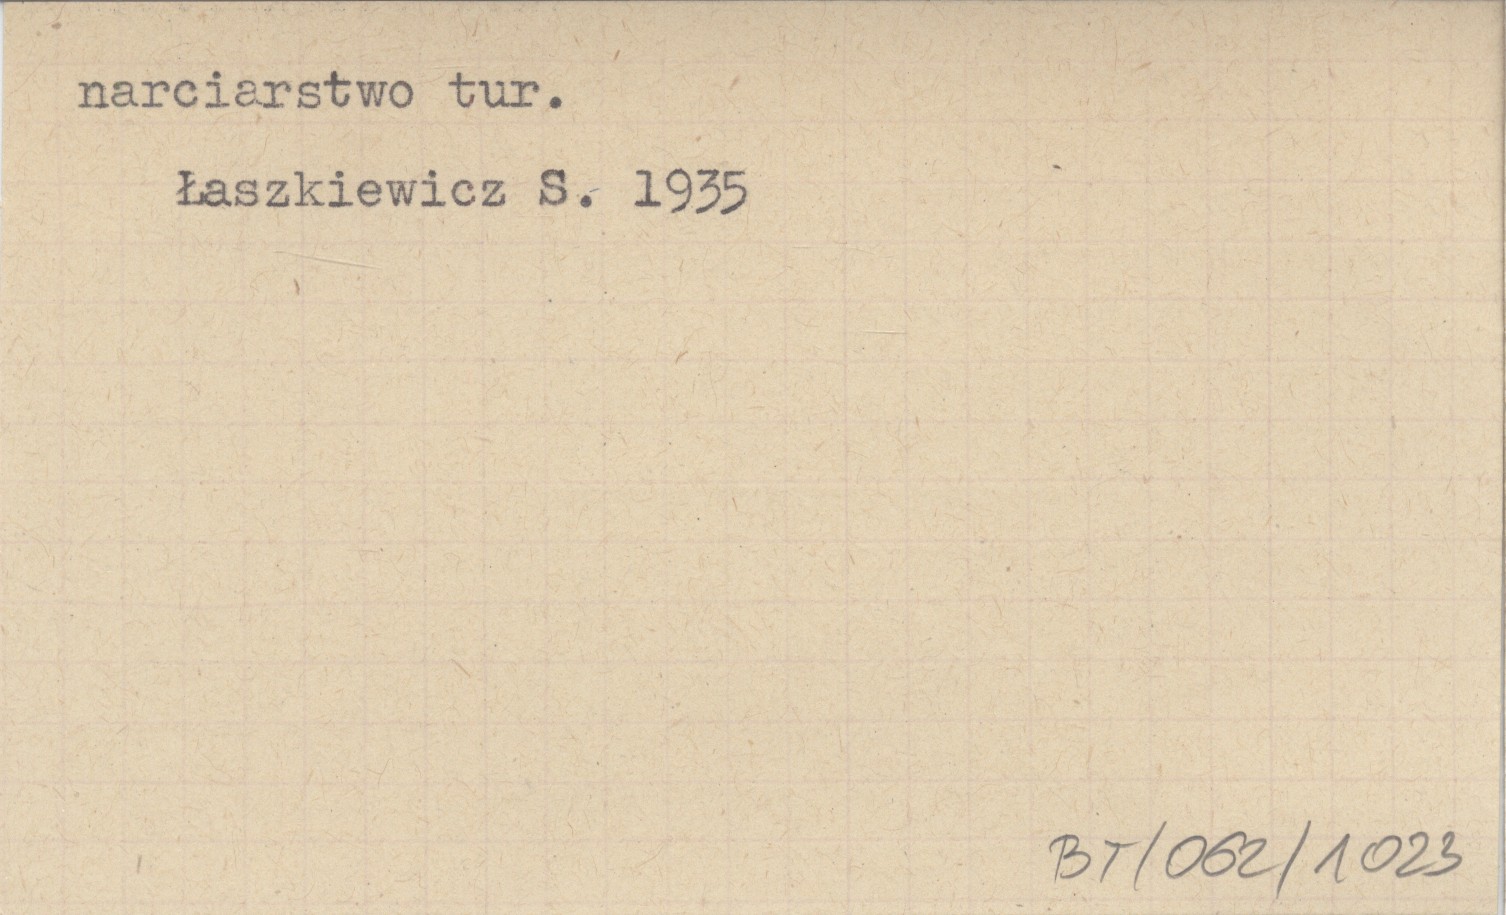 narciarstwo tur.
Łaszkiewicz S. 1935
BT/062/1023